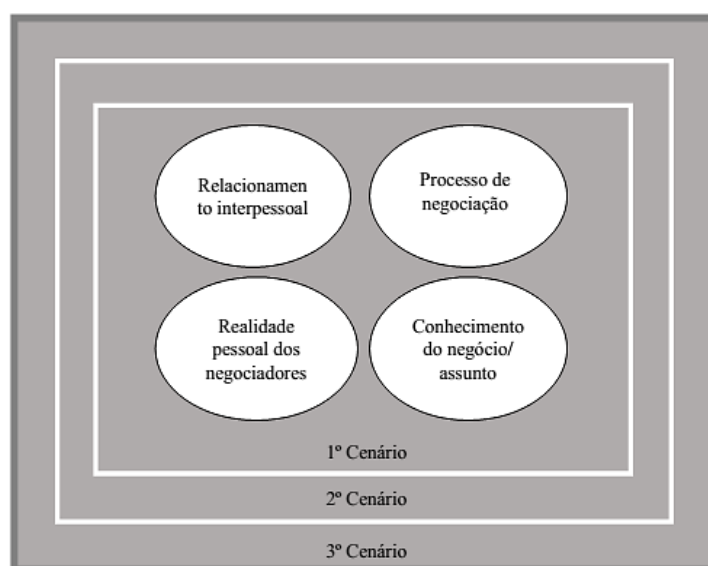 Relacionamen
to interpessoal
Processo de
negociação
Realidade
pessoal dos
negociadores
Conhecimento
do negócio/
assunto
1º Cenário
2º Cenário
3º Cenário